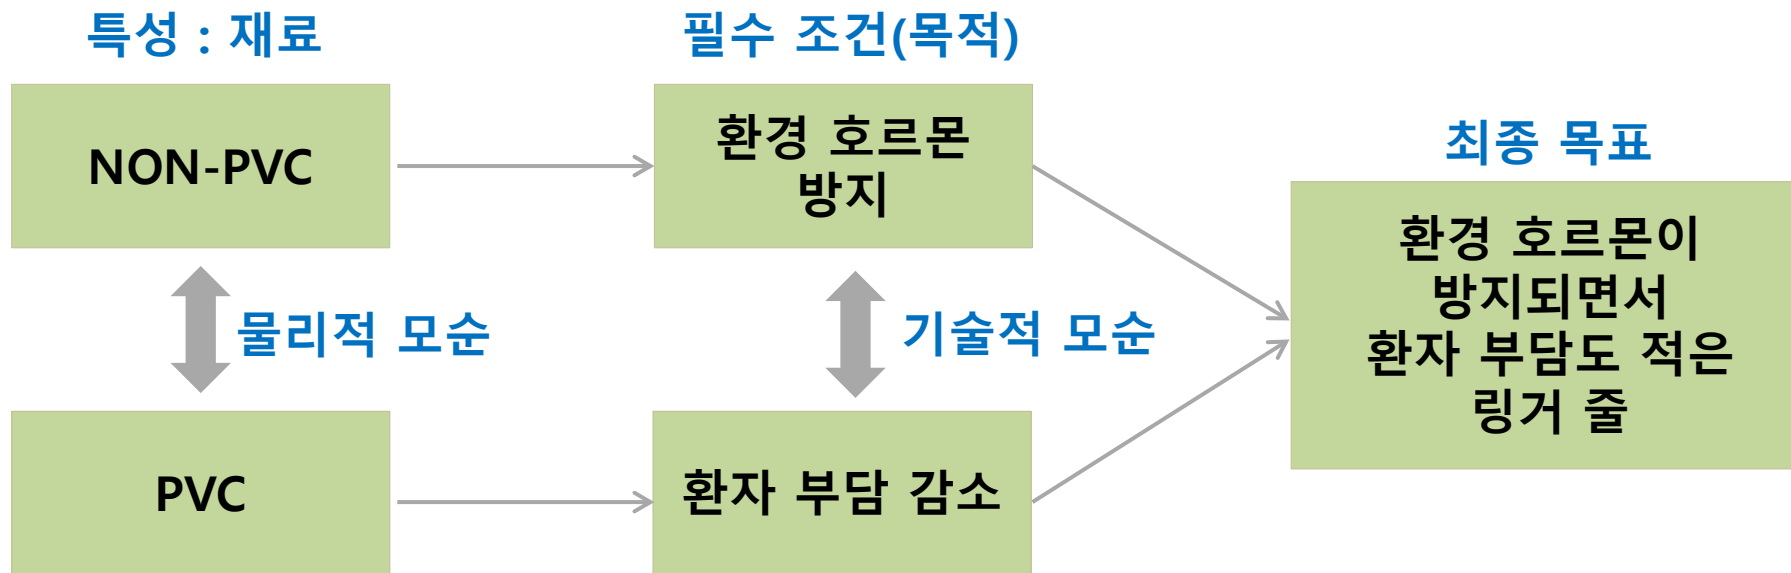 특성 : 재료
필수 조건(목적)
최종 목표
NON-PVC
환경 호르몬
방지
물리적 모순
기술적 모순
PVC
환자 부담 감소
환경 호르몬이
방지되면서
환자 부담도 적은
링거 줄